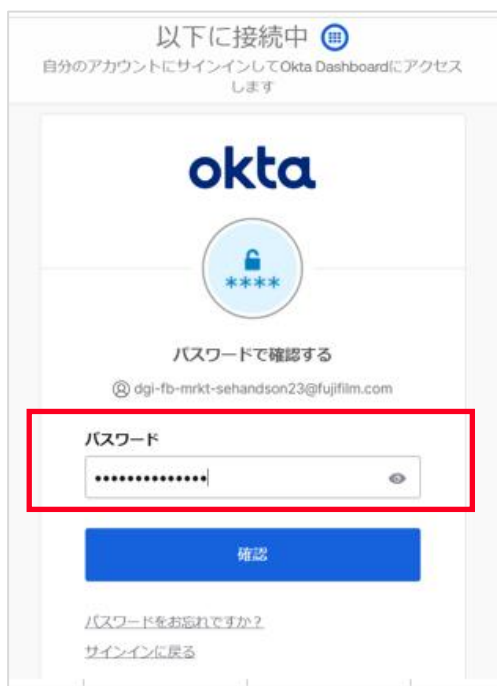 以下に接続中
自分のアカウントにサインインしてOkta Dashboardにアクセス
します
okta
****
パスワードで確認する
dgi-fb-mrkt-sehandson23@fujifilm.com
パスワード
••••••••••••••
確認
パスワードをお忘れですか?
サインインに戻る